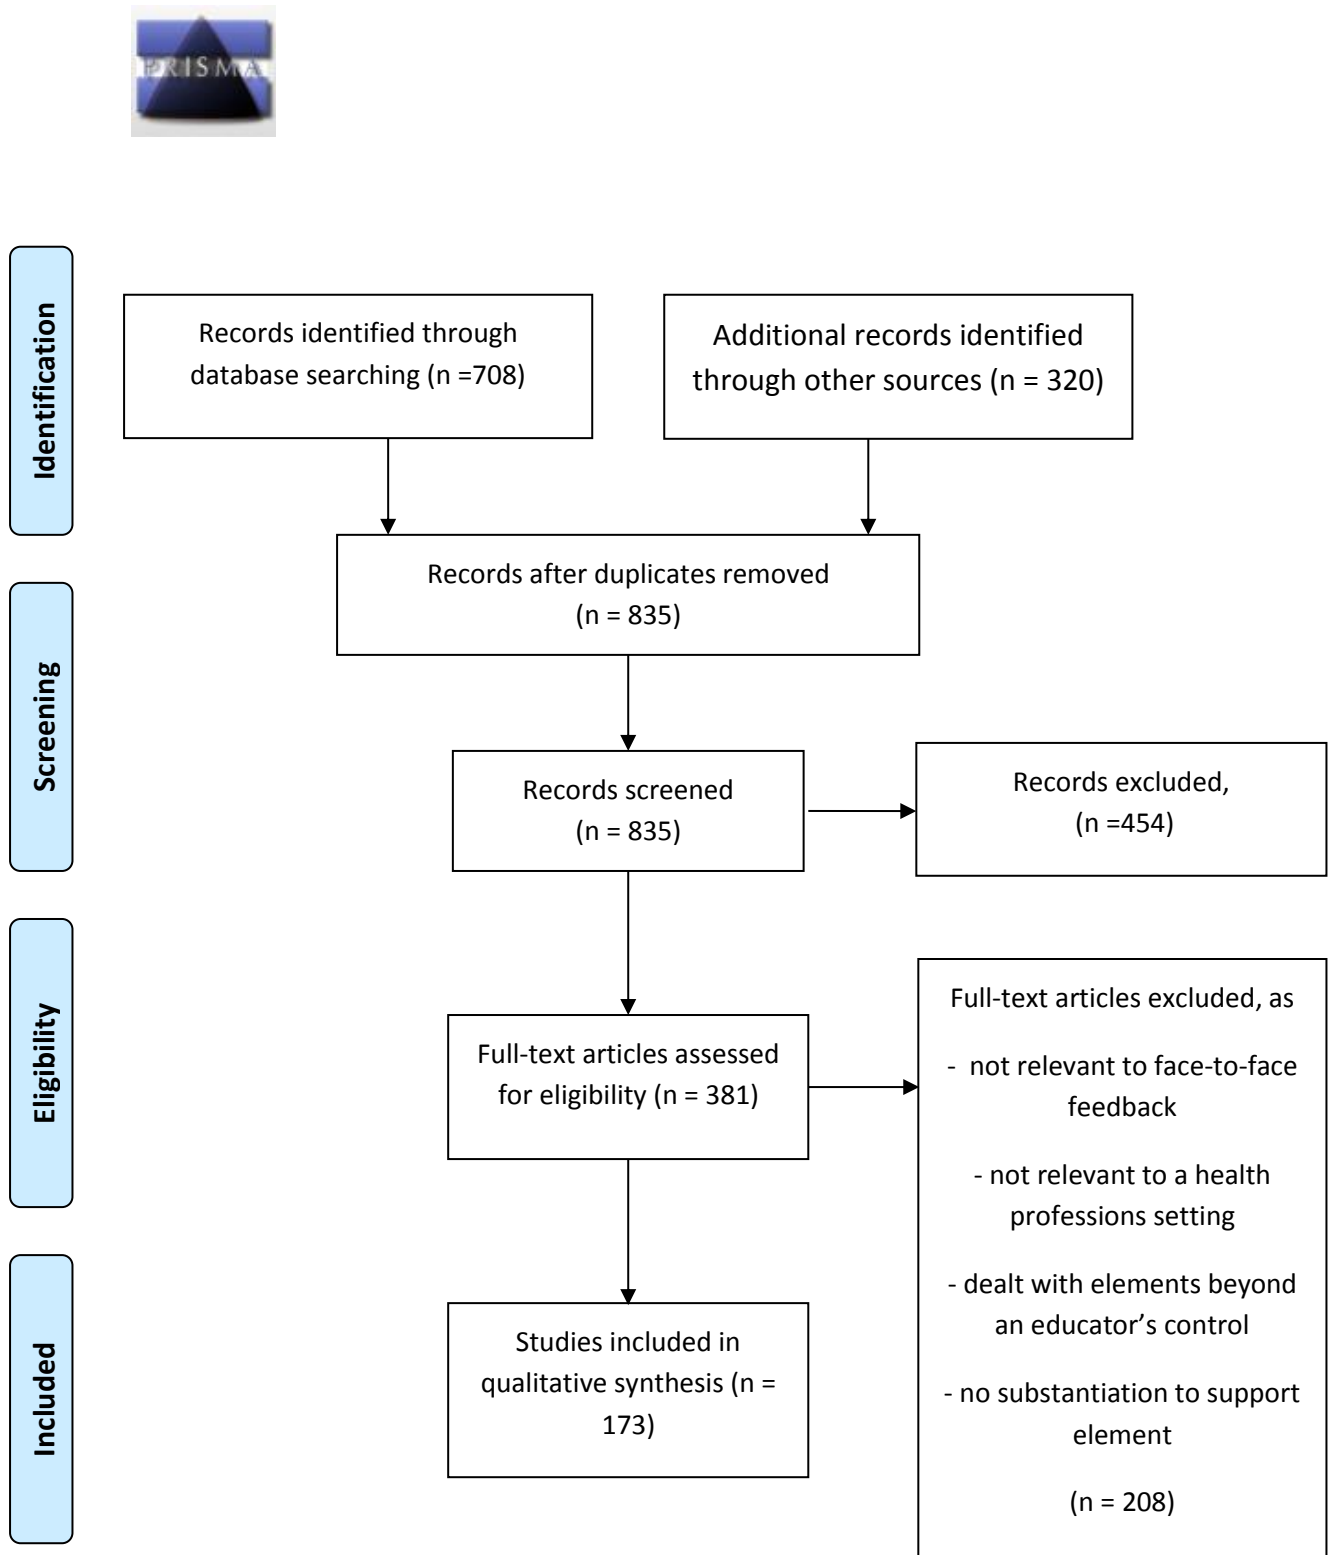 PRISMA
Identification
Records identified through
database searching (n =708)
Additional records identified
through other sources (n = 320)
Records after duplicates removed
(n = 835)
Screening
Records screened
(n = 835)
Records excluded,
(n =454)
Eligibility
Full-text articles assessed
for eligibility (n = 381)
Full-text articles excluded, as
- not relevant to face-to-face
feedback
- not relevant to a health
professions setting
- dealt with elements beyond
an educator’s control
- no substantiation to support
element
(n = 208)
Included
Studies included in
qualitative synthesis (n =
173)